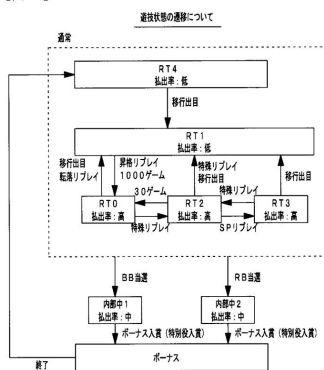 遊技状態の遷移について
通常
RT4
払出率：低
移行出目
RT1
払出率：低
移行出目
転落リプレイ
昇格リプレイ
1000ゲーム
特殊リプレイ
移行出目
移行出目
30ゲーム
特殊リプレイ
RT0
払出率：高
RT2
払出率：高
RT3
払出率：高
特殊リプレイ
SPリプレイ
BB当選
RB当選
内部中1
払出率：中
内部中2
払出率：中
ボーナス入賞（特別役入賞）
ボーナス入賞（特別役入賞）
ボーナス
終了